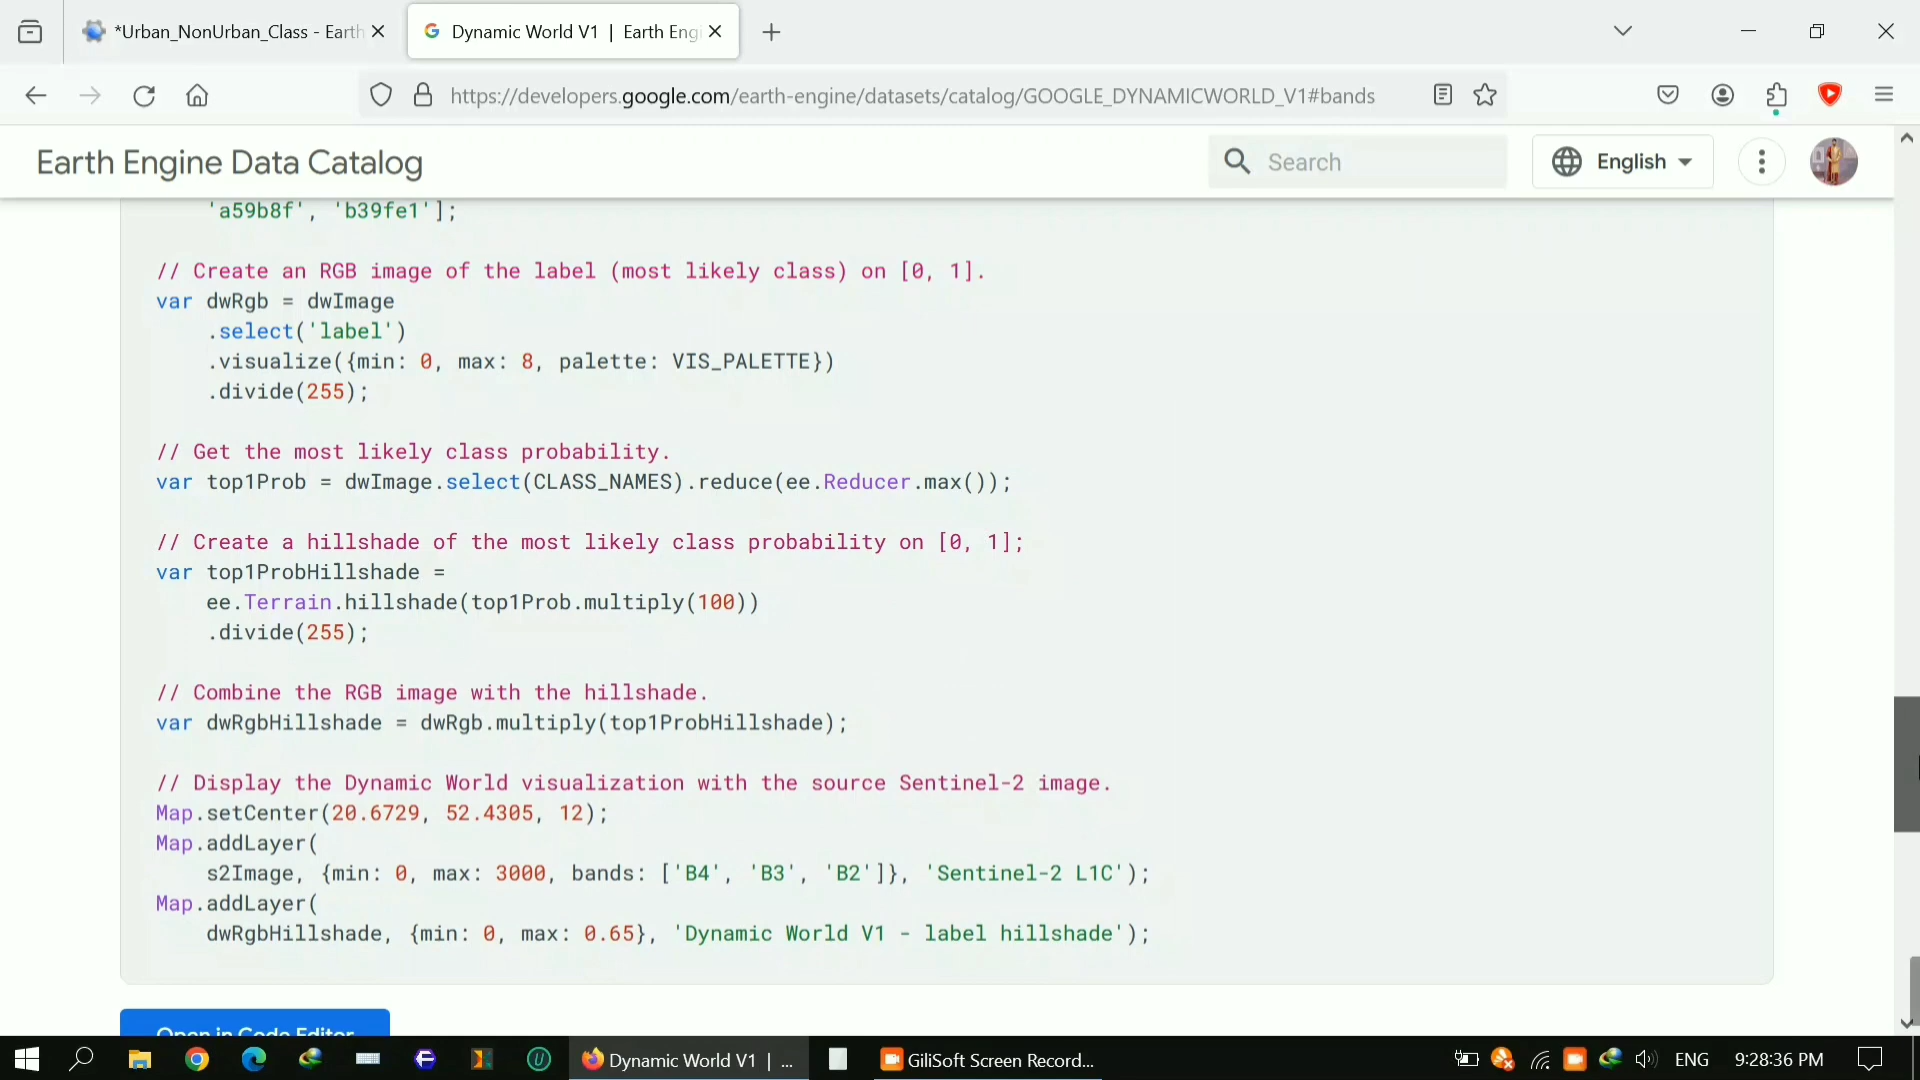 *Urban_NonUrban_Class - Earth
Dynamic World V1 | Earth Eng
https://developers.google.com/earth-engine/datasets/catalog/GOOGLE_DYNAMICWORLD_V1#bands
Earth Engine Data Catalog
Search
English
'a59b8f', 'b39fe1'];
// Create an RGB image of the label (most likely class) on [0, 1].
var dwRgb = dwImage
.select('label')
.visualize({min: 0, max: 8, palette: VIS_PALETTE})
.divide(255);
// Get the most likely class probability.
var top1Prob = dwImage.select(CLASS_NAMES).reduce(ee.Reducer.max());
// Create a hillshade of the most likely class probability on [0, 1];
var top1ProbHillshade =
ee.Terrain.hillshade(top1Prob.multiply(100))
.divide(255);
// Combine the RGB image with the hillshade.
var dwRgbHillshade = dwRgb.multiply(top1ProbHillshade);
// Display the Dynamic World visualization with the source Sentinel-2 image.
Map.setCenter(20.6729, 52.4305, 12);
Map.addLayer(
s2Image, {min: 0, max: 3000, bands: ['B4', 'B3', 'B2']}, 'Sentinel-2 L1C');
Map.addLayer(
dwRgbHillshade, {min: 0, max: 0.65}, 'Dynamic World V1 - label hillshade');
Open in Code Editor
Dynamic World V1 | ...
GiliSoft Screen Record...
ENG
9:28:36 PM